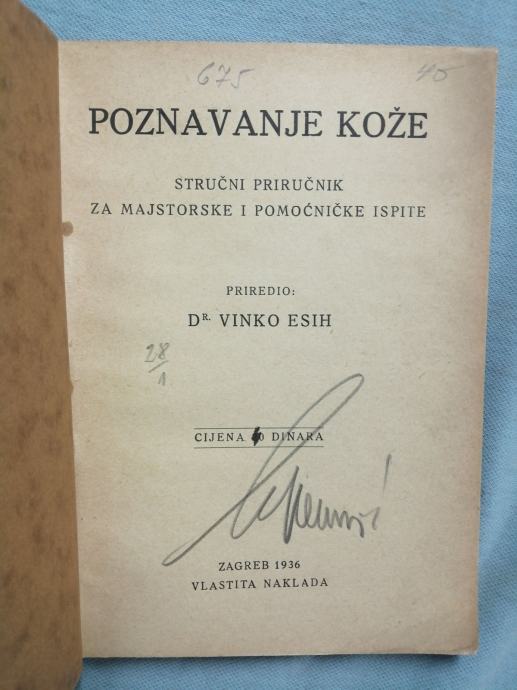 675 40
POZNAVANJE KOŽE
STRUČNI PRIRUČNIK
ZA MAJSTORSKE I POMOĆNIČKE ISPITE
PRIREDIO:
DR. VINKO ESIH
28/1
CIJENA DINARA
ZAGREB 1936
VLASTITA NAKLADA